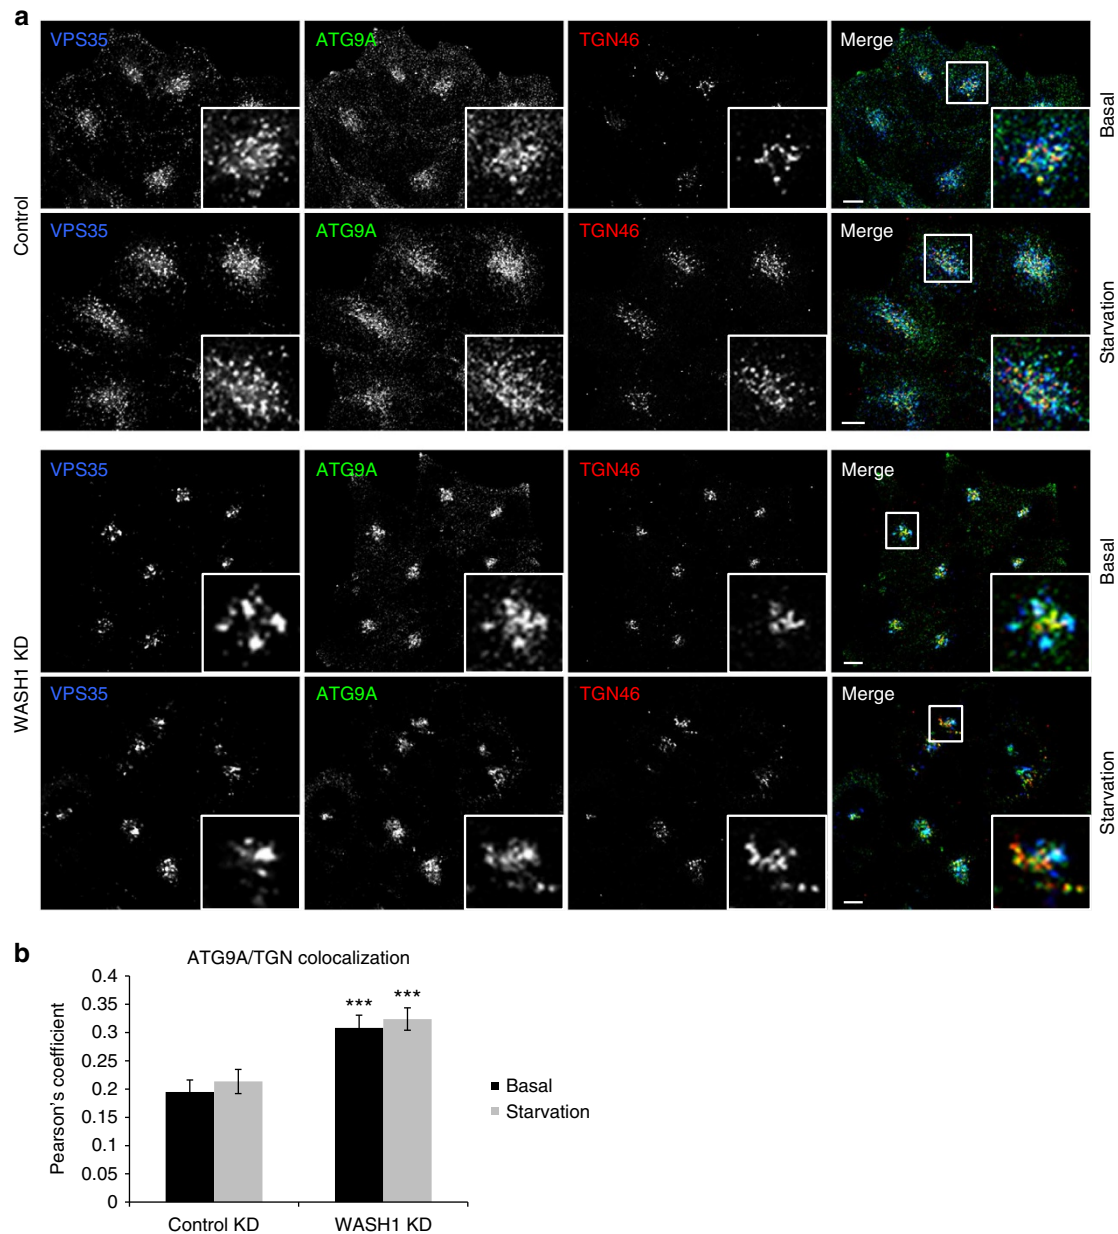 a
VPS35 ATG9A TGN46 Merge
Basal
Control
VPS35 ATG9A TGN46 Merge
Starvation
VPS35 ATG9A TGN46 Merge
Basal
WASH1 KD
VPS35 ATG9A TGN46 Merge
Starvation
b
ATG9A/TGN colocalization
Pearson's coefficient
0.4
0.35
0.3
0.25
0.2
0.15
0.1
0.05
0
*** ***
Basal
Starvation
Control KD WASH1 KD